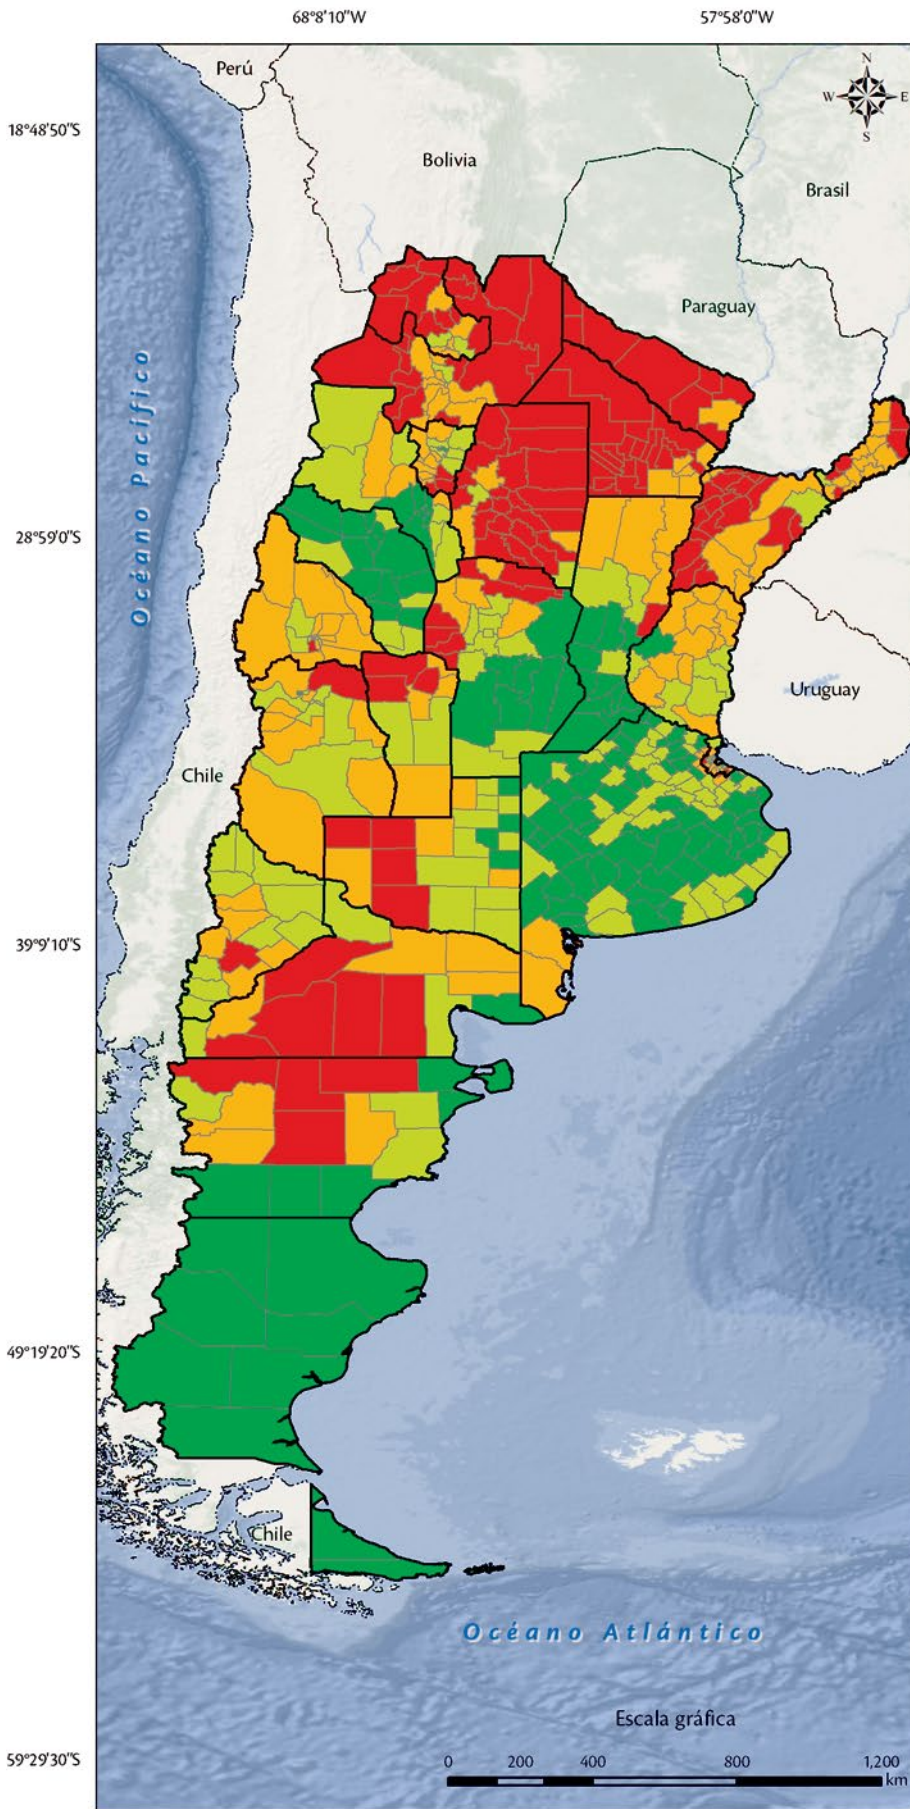 68°8'10"W
57°58'0"W
Perú
N
W
E
S
18°48'50"S
Bolivia
Brasil
Paraguay
Océano Pacífico
28°59'0"S
Uruguay
Chile
39°9'10"S
49°19'20"S
Chile
Océano Atlántico
Escala gráfica
59°29'30"S
0 200 400 800 1,200
km